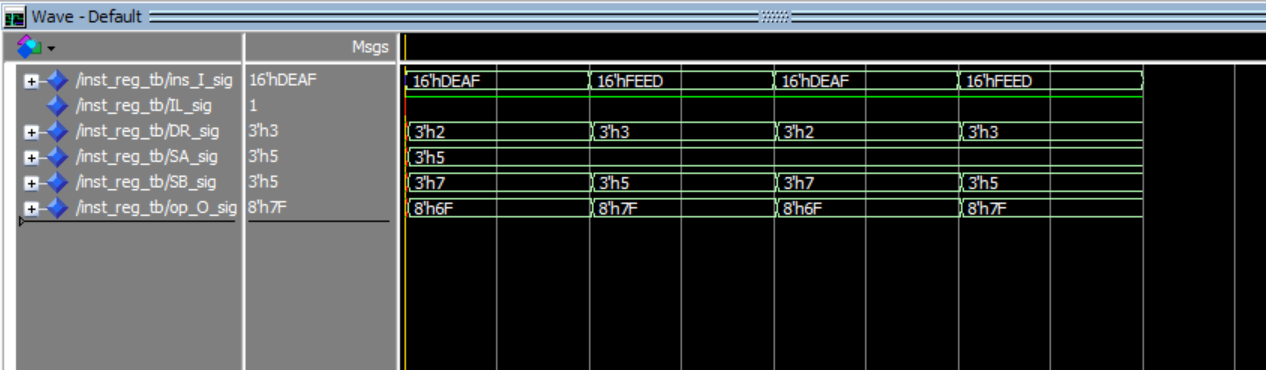 Wave - Default
Msgs
/inst_reg_tb/ins_I_sig 16'hDEAF 16'hDEAF 16'hFEED 16'hDEAF 16'hFEED
/inst_reg_tb/IL_sig 1
/inst_reg_tb/DR_sig 3'h3 3'h2 3'h3 3'h2 3'h3
/inst_reg_tb/SA_sig 3'h5 3'h5
/inst_reg_tb/SB_sig 3'h5 3'h7 3'h5 3'h7 3'h5
/inst_reg_tb/op_O_sig 8'h7F 8'h6F 8'h7F 8'h6F 8'h7F